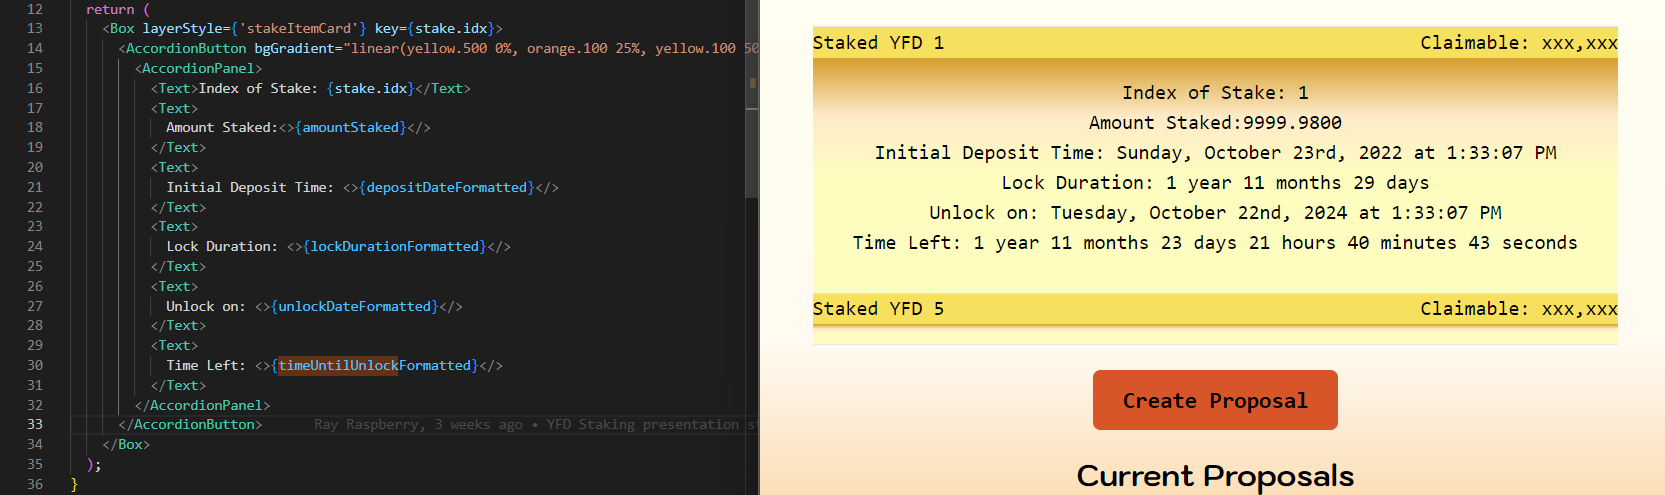 12 return (
13 <Box layerStyle={'stakeItemCard'} key={stake.idx}>
14 <AccordionButton bgGradient="linear(yellow.500 0%, orange.100 25%, yellow.100 50
15 <AccordionPanel>
16 <Text>Index of Stake: {stake.idx}</Text>
17 <Text>
18 Amount Staked:<>{amountStaked}</>
19 </Text>
20 <Text>
21 Initial Deposit Time: <>{depositDateFormatted}</>
22 </Text>
23 <Text>
24 Lock Duration: <>{lockDurationFormatted}</>
25 </Text>
26 <Text>
27 Unlock on: <>{unlockDateFormatted}</>
28 </Text>
29 <Text>
30 Time Left: <>{timeUntilUnlockFormatted}</>
31 </Text>
32 </AccordionPanel>
33 </AccordionButton> Ray Raspberry, 3 weeks ago • YFD Staking presentation s
34 </Box>
35 );
36 }
Staked YFD 1 Claimable: xxx,xxx
Index of Stake: 1
Amount Staked:9999.9800
Initial Deposit Time: Sunday, October 23rd, 2022 at 1:33:07 PM
Lock Duration: 1 year 11 months 29 days
Unlock on: Tuesday, October 22nd, 2024 at 1:33:07 PM
Time Left: 1 year 11 months 23 days 21 hours 40 minutes 43 seconds
Staked YFD 5 Claimable: xxx,xxx
Create Proposal
Current Proposals